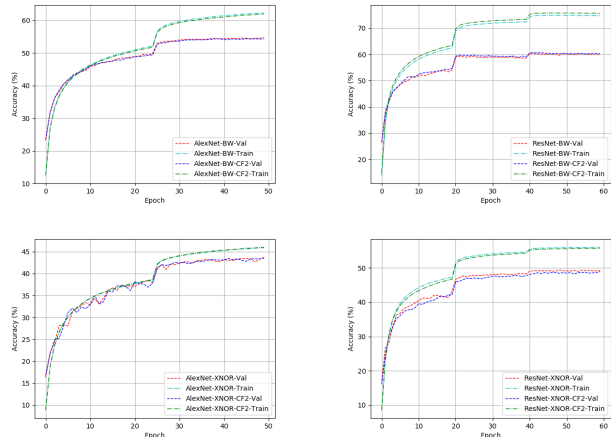 60
50
40
30
20
10
Accuracy (%)
0 10 20 30 40 50
Epoch
AlexNet-BW-Val
AlexNet-BW-Train
AlexNet-BW-CF2-Val
AlexNet-BW-CF2-Train
70
60
50
40
30
20
Accuracy (%)
0 10 20 30 40 50 60
Epoch
ResNet-BW-Val
ResNet-BW-Train
ResNet-BW-CF2-Val
ResNet-BW-CF2-Train
45
40
35
30
25
20
15
10
Accuracy (%)
0 10 20 30 40 50
Epoch
AlexNet-XNOR-Val
AlexNet-XNOR-Train
AlexNet-XNOR-CF2-Val
AlexNet-XNOR-CF2-Train
50
40
30
20
10
Accuracy (%)
0 10 20 30 40 50 60
Epoch
ResNet-XNOR-Val
ResNet-XNOR-Train
ResNet-XNOR-CF2-Val
ResNet-XNOR-CF2-Train